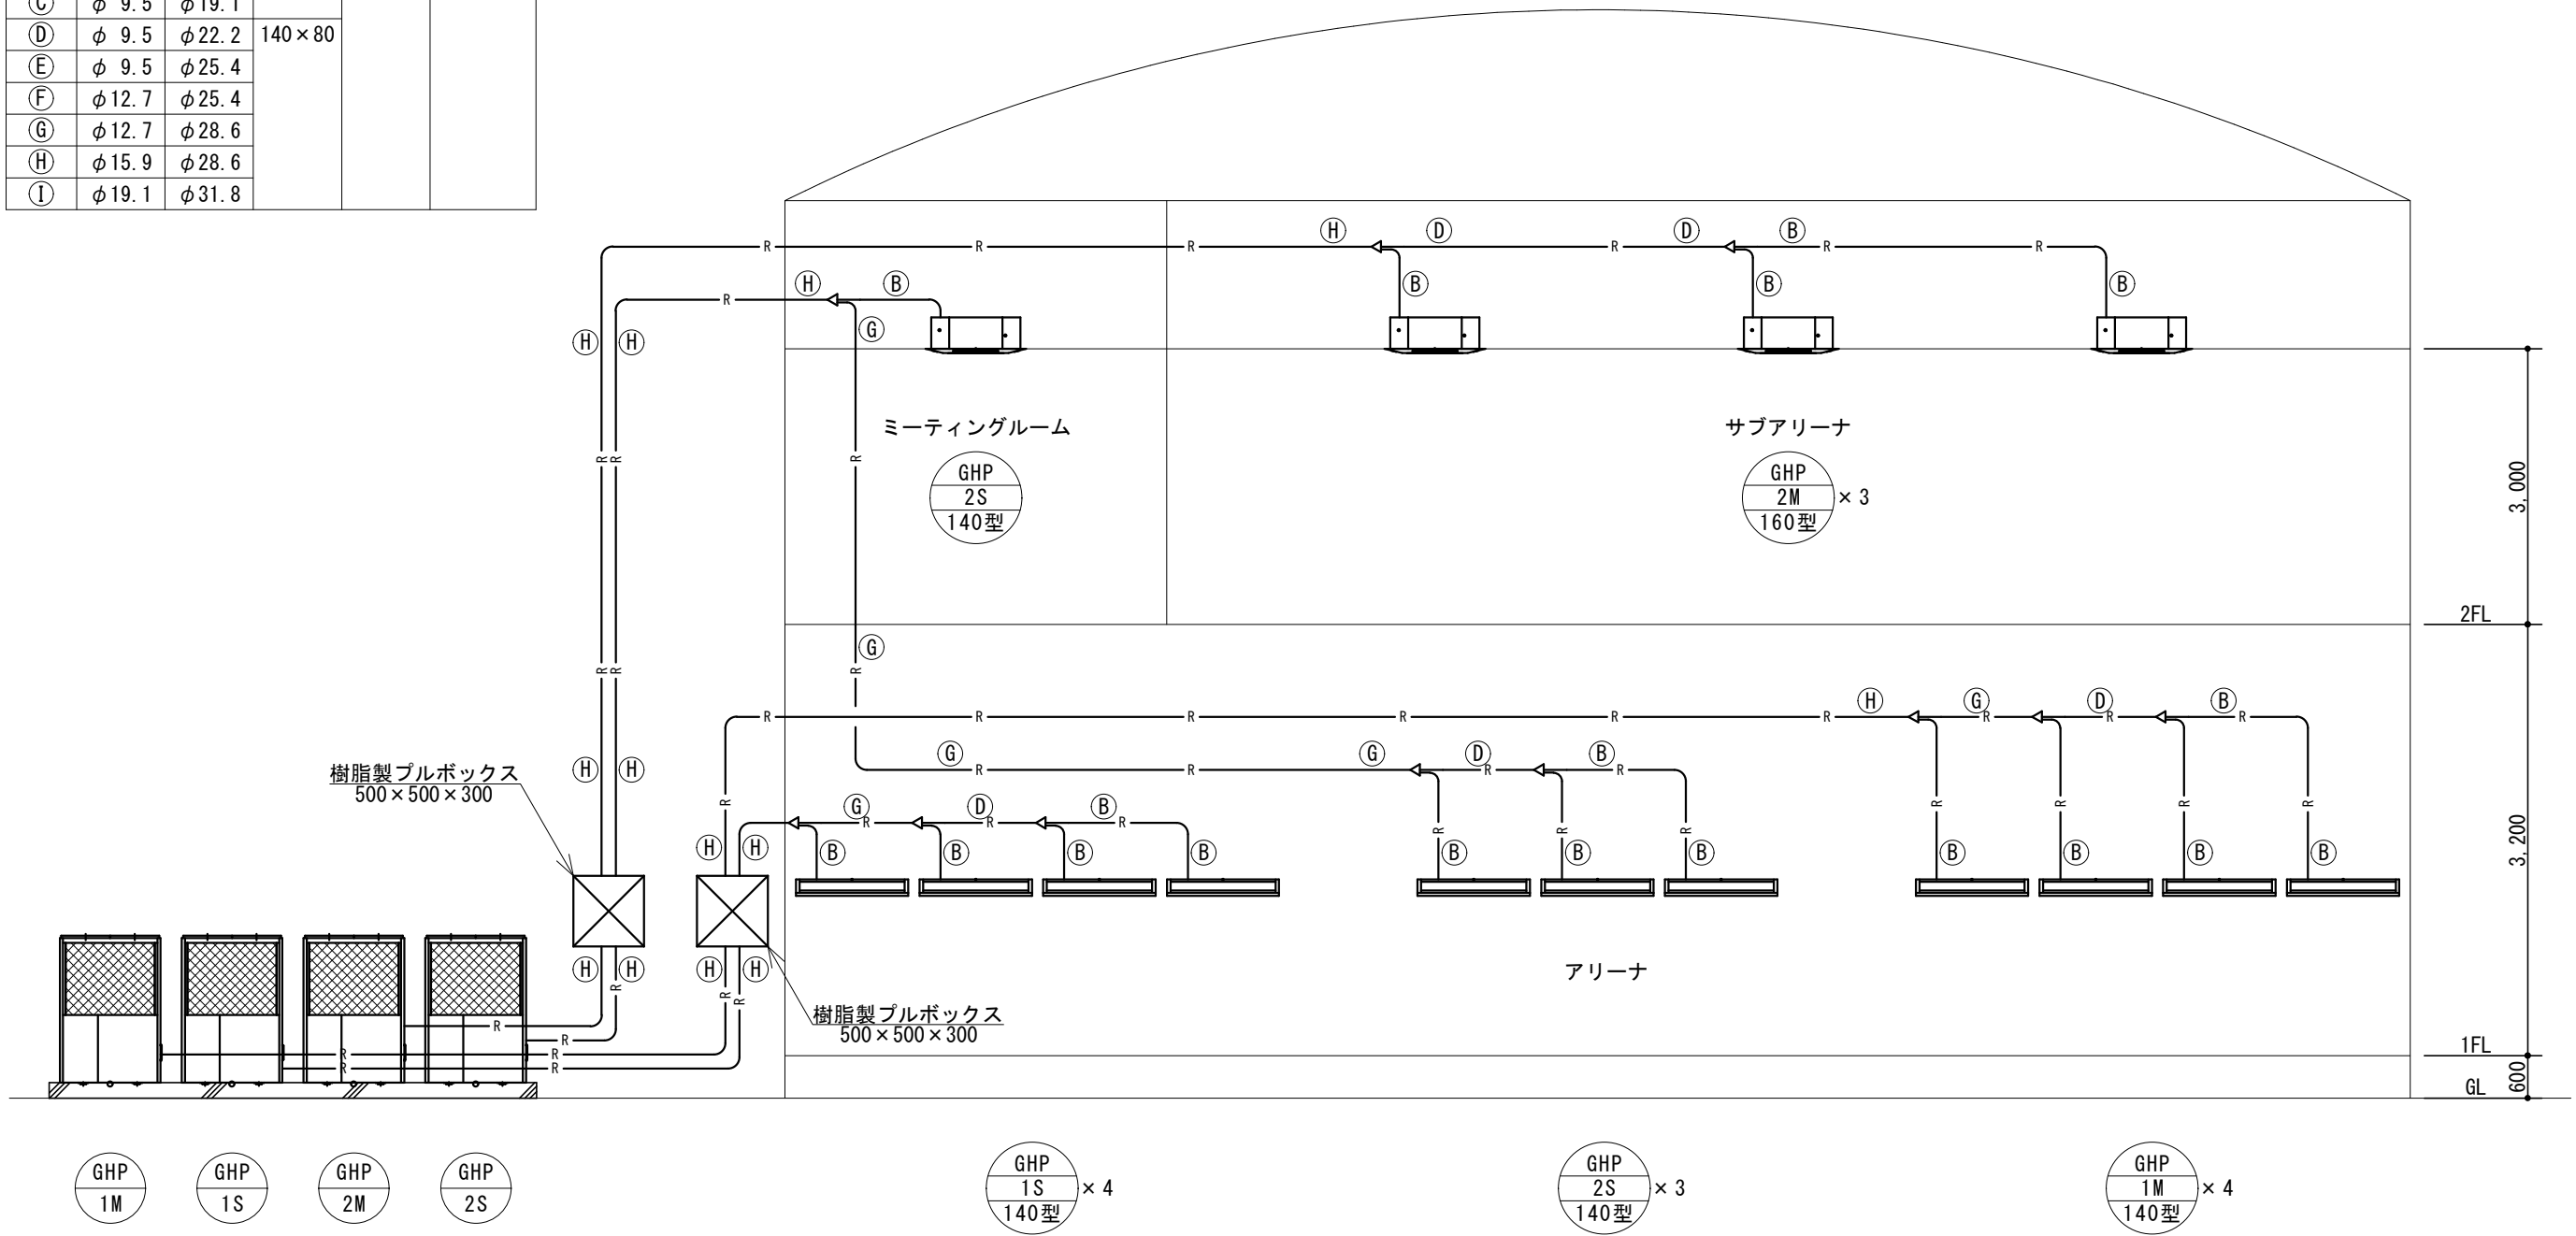 Ⓒ φ 9.5 φ19.1
Ⓓ φ 9.5 φ22.2 140×80
Ⓔ φ 9.5 φ25.4
Ⓕ φ12.7 φ25.4
Ⓖ φ12.7 φ28.6
Ⓗ φ15.9 φ28.6
Ⓘ φ19.1 φ31.8
R R R Ⓗ Ⓓ R Ⓓ Ⓑ R R
R Ⓗ Ⓑ Ⓑ Ⓑ Ⓑ
Ⓗ Ⓗ Ⓖ
ミーティングルーム
サブアリーナ
R R R
GHP
2S
140型
GHP
2M
160型
× 3
3,000
2FL
Ⓖ
R R R
R R R R R R Ⓗ Ⓖ R Ⓓ R Ⓑ R
Ⓗ Ⓗ Ⓖ R R Ⓖ Ⓓ R Ⓑ R
樹脂製プルボックス
500×500×300
R Ⓖ R Ⓓ R Ⓑ R R R R R R R R
Ⓗ Ⓗ Ⓑ Ⓑ Ⓑ Ⓑ Ⓑ Ⓑ Ⓑ Ⓑ Ⓑ Ⓑ Ⓑ
3,200
Ⓗ Ⓗ Ⓗ Ⓗ
アリーナ
R R R
樹脂製プルボックス
500×500×300
R
R
R R
R R
1FL
600
GL
GHP
1M
GHP
1S
GHP
2M
GHP
2S
GHP
1S
140型
× 4
GHP
2S
140型
× 3
GHP
1M
140型
× 4